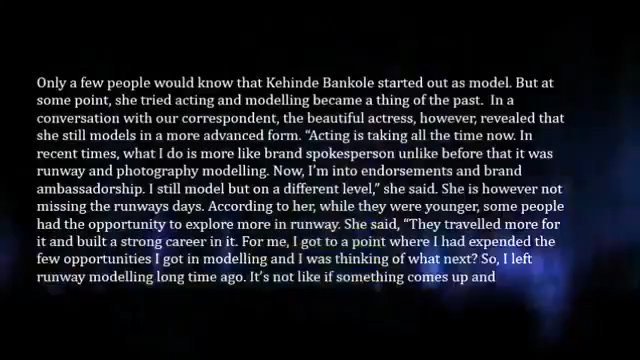 Only a few people would know that Kehinde Bankole started out as model. But at
some point, she tried acting and modelling became a thing of the past.  In a
conversation with our correspondent, the beautiful actress, however, revealed that
she still models in a more advanced form. “Acting is taking all the time now. In
recent times, what I do is more like brand spokesperson unlike before that it was
runway and photography modelling. Now, I’m into endorsements and brand
ambassadorship. I still model but on a different level,” she said. She is however not
missing the runways days. According to her, while they were younger, some people
had the opportunity to explore more in runway. She said, “They travelled more for
it and built a strong career in it. For me, I got to a point where I had expended the
few opportunities I got in modelling and I was thinking of what next? So, I left
runway modelling long time ago. It’s not like if something comes up and